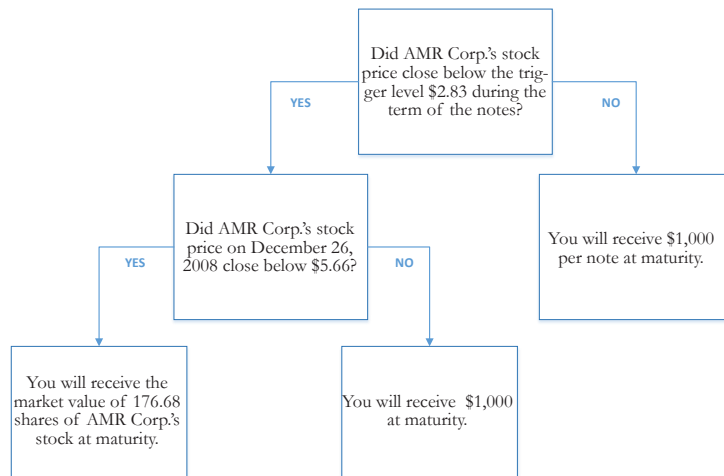 Did AMR Corp.'s stock
price close below the trig-
ger level $2.83 during the
term of the notes?
YES
NO
Did AMR Corp.'s stock
price on December 26,
2008 close below $5.66?
You will receive $1,000
per note at maturity.
YES
NO
You will receive the
market value of 176.68
shares of AMR Corp.'s
stock at maturity.
You will receive $1,000
at maturity.